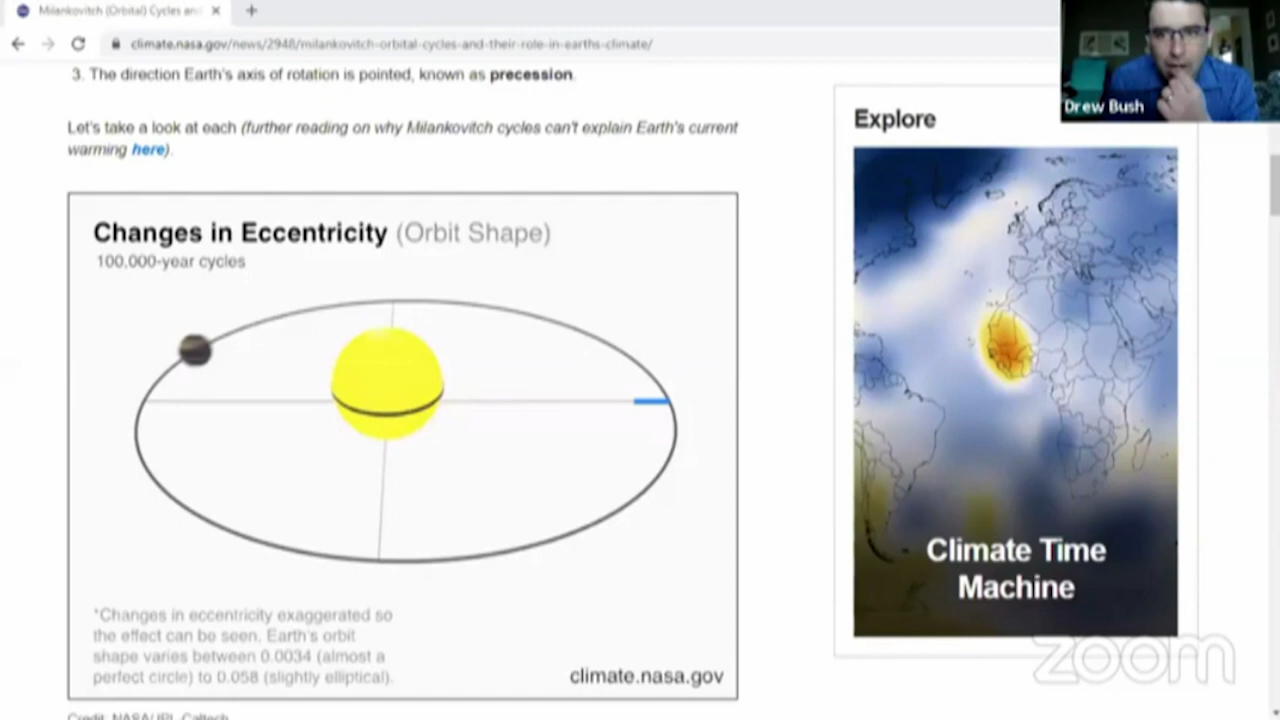 Milankovitch (Orbital) Cycles and
climate.nasa.gov/news/2948/milankovitch-orbital-cycles-and-their-role-in-earths-climate/
Drew Bush
3. The direction Earth's axis of rotation is pointed, known as precession.
Let's take a look at each (further reading on why Milankovitch cycles can't explain Earth's current
warming here).
Changes in Eccentricity (Orbit Shape)
100,000-year cycles
*Changes in eccentricity exaggerated so
the effect can be seen. Earth's orbit
shape varies between 0.0034 (almost a
perfect circle) to 0.058 (slightly elliptical).
climate.nasa.gov
Credit: NASA/JPL-Caltech
Explore
Climate Time
Machine
zoom